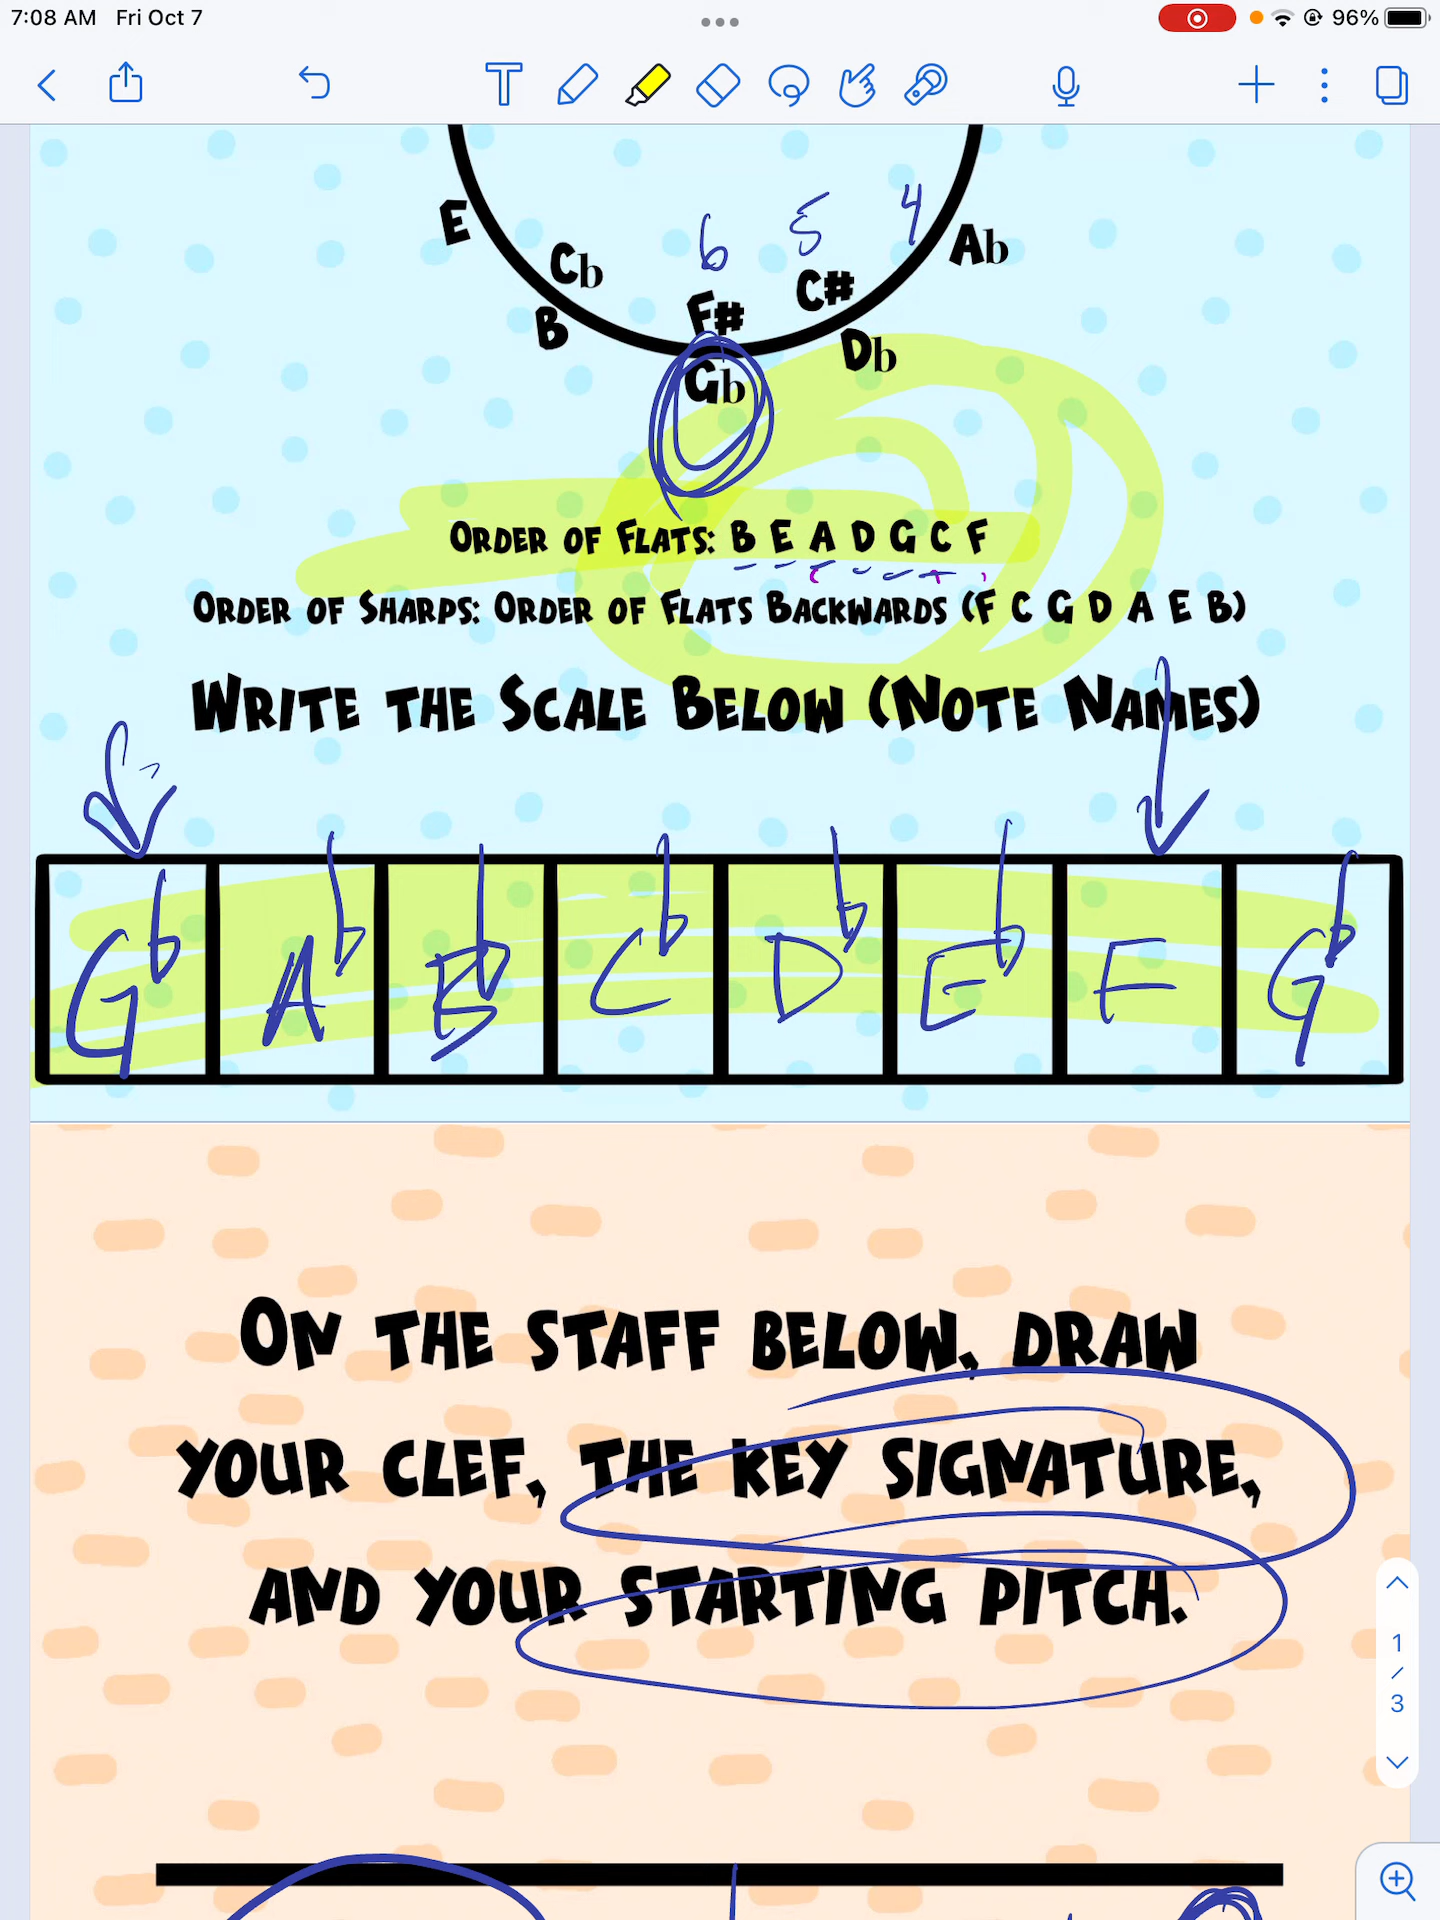 7:08 AM Fri Oct 7
96%
6 5 4
E Cb F# C# Ab
B Gb Db
ORDER OF FLATS: B E A D G C F
ORDER OF SHARPS: ORDER OF FLATS BACKWARDS (F C G D A E B)
WRITE THE SCALE BELOW (NOTE NAMES)
Gb Ab Bb Cb Db Eb F Gb
ON THE STAFF BELOW, DRAW
YOUR CLEF, THE KEY SIGNATURE,
AND YOUR STARTING PITCH.
1
/
3